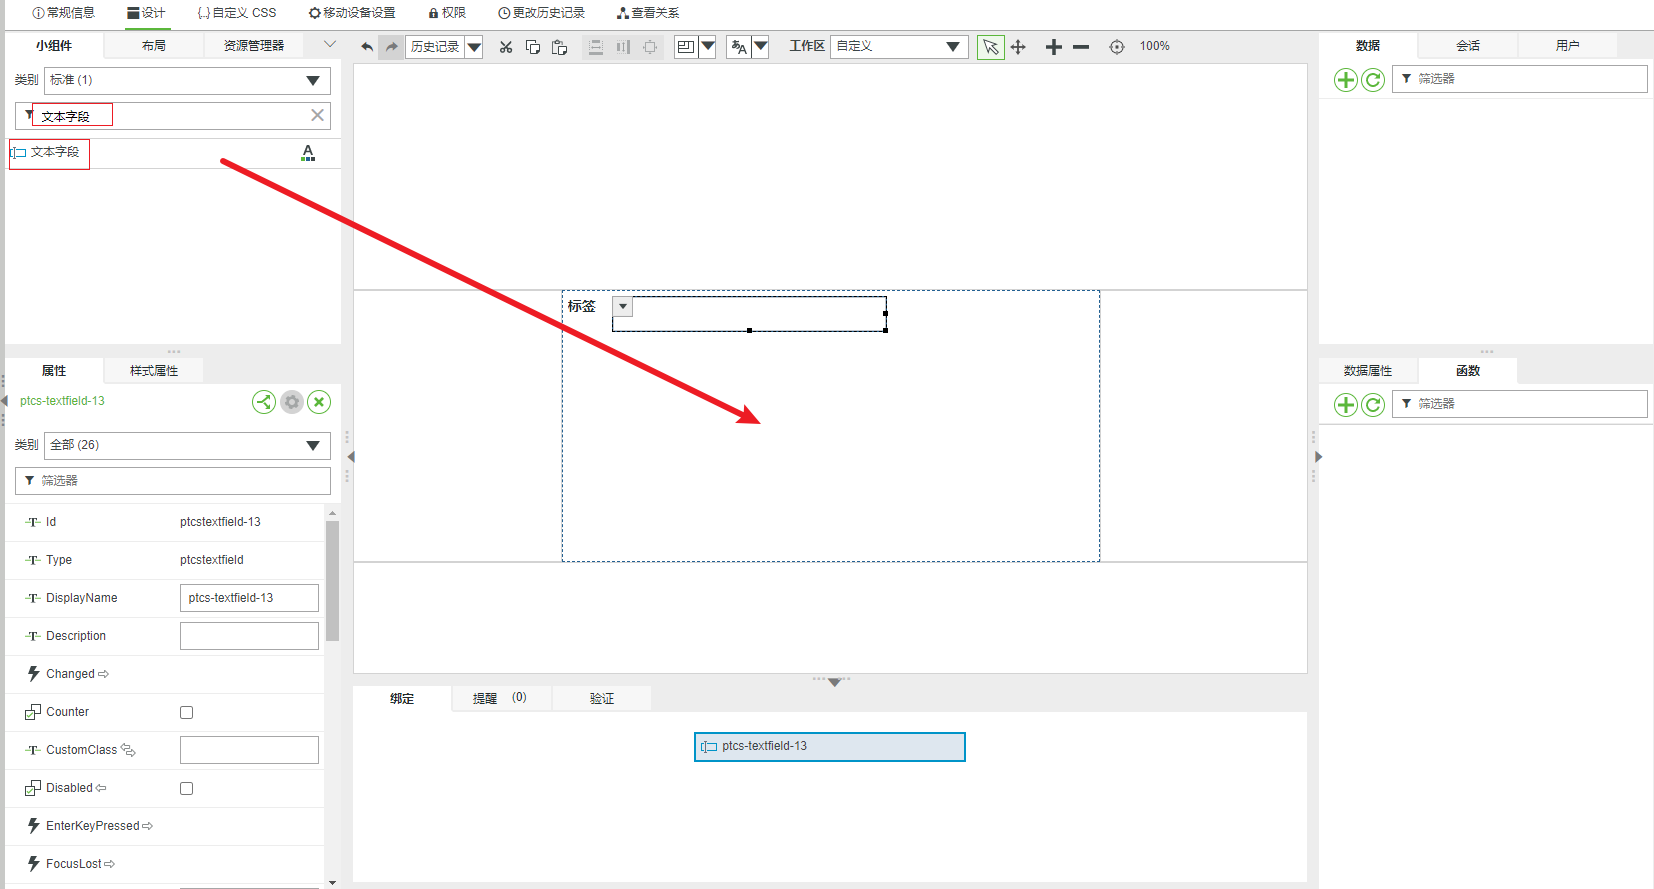 常规信息 设计 {..}自定义 CSS 移动设备设置 权限 更改历史记录 查看关系
小组件 布局 资源管理器
历史记录 工作区 自定义 100%
数据 会话 用户
类别 标准 (1)
筛选器
文本字段
文本字段
标签
属性 样式属性
数据属性 函数
ptcs-textfield-13
筛选器
类别 全部 (26)
筛选器
Id ptcstextfield-13
Type ptcstextfield
DisplayName ptcs-textfield-13
Description
Changed
Counter
CustomClass
Disabled
EnterKeyPressed
FocusLost
绑定 提醒 (0) 验证
ptcs-textfield-13